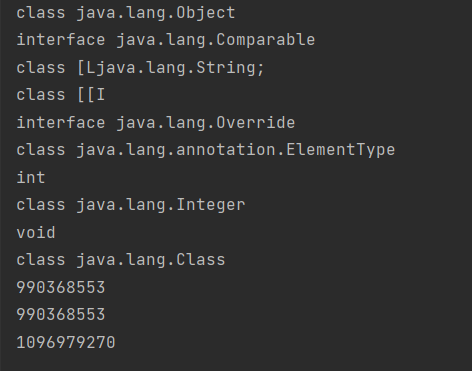 class java.lang.Object
interface java.lang.Comparable
class [Ljava.lang.String;
class [[I
interface java.lang.Override
class java.lang.annotation.ElementType
int
class java.lang.Integer
void
class java.lang.Class
990368553
990368553
1096979270